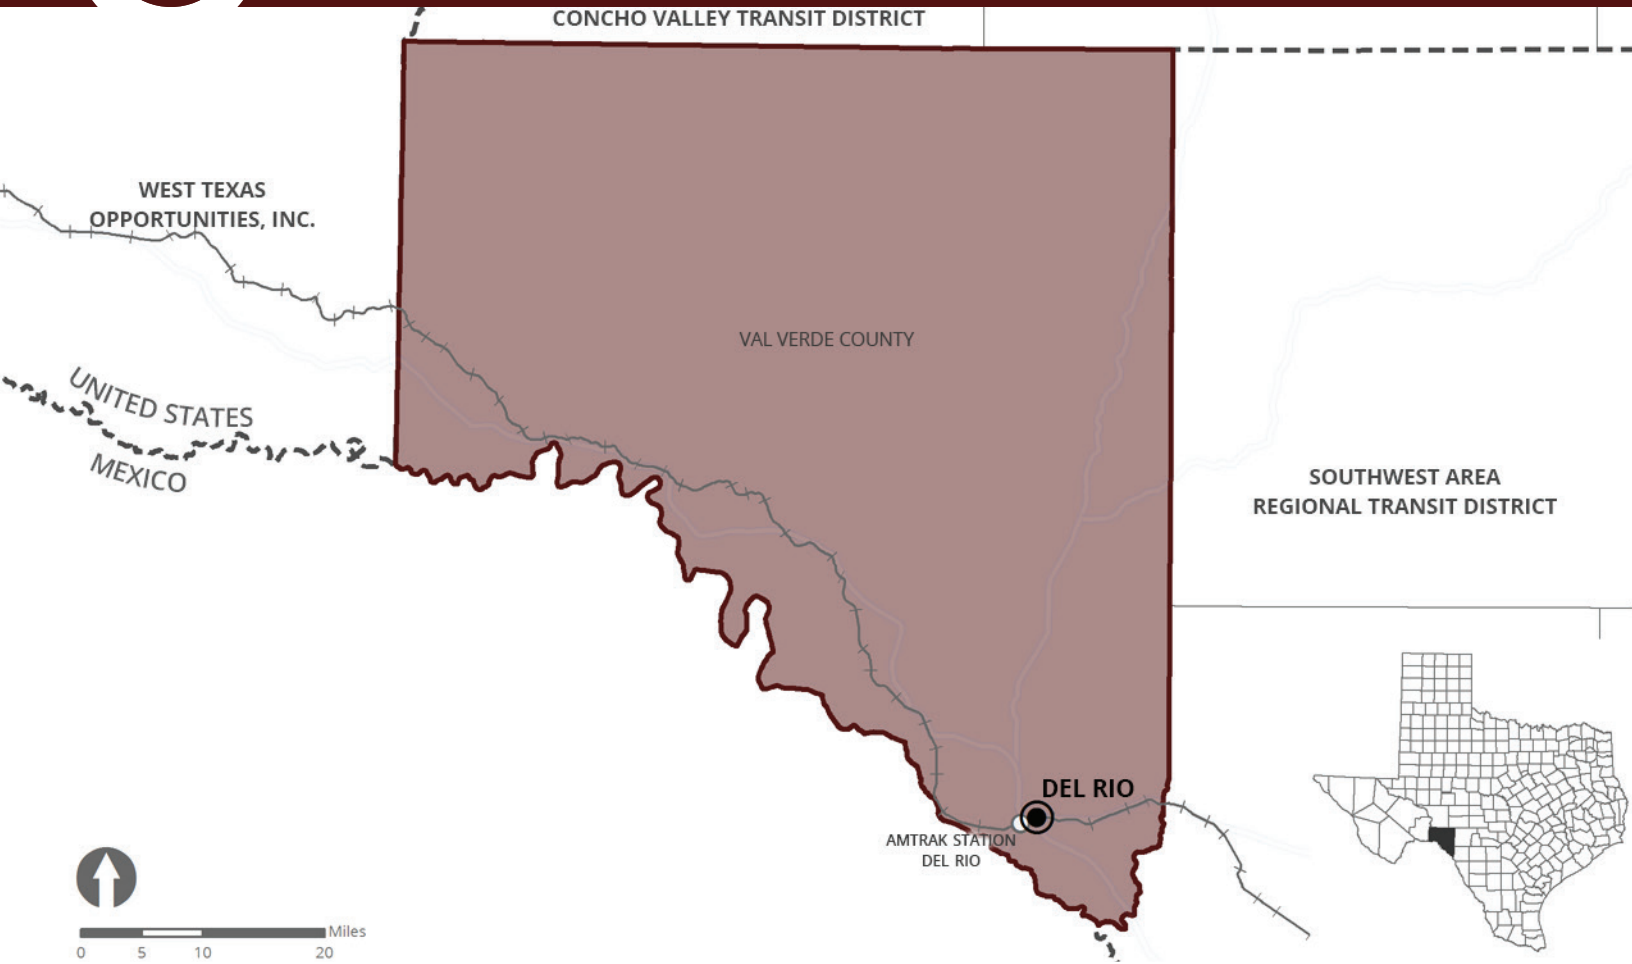 CONCHO VALLEY TRANSIT DISTRICT
WEST TEXAS
OPPORTUNITIES, INC.
VAL VERDE COUNTY
UNITED STATES
MEXICO
SOUTHWEST AREA
REGIONAL TRANSIT DISTRICT
DEL RIO
AMTRAK STATION
DEL RIO
Miles
0 5 10 20